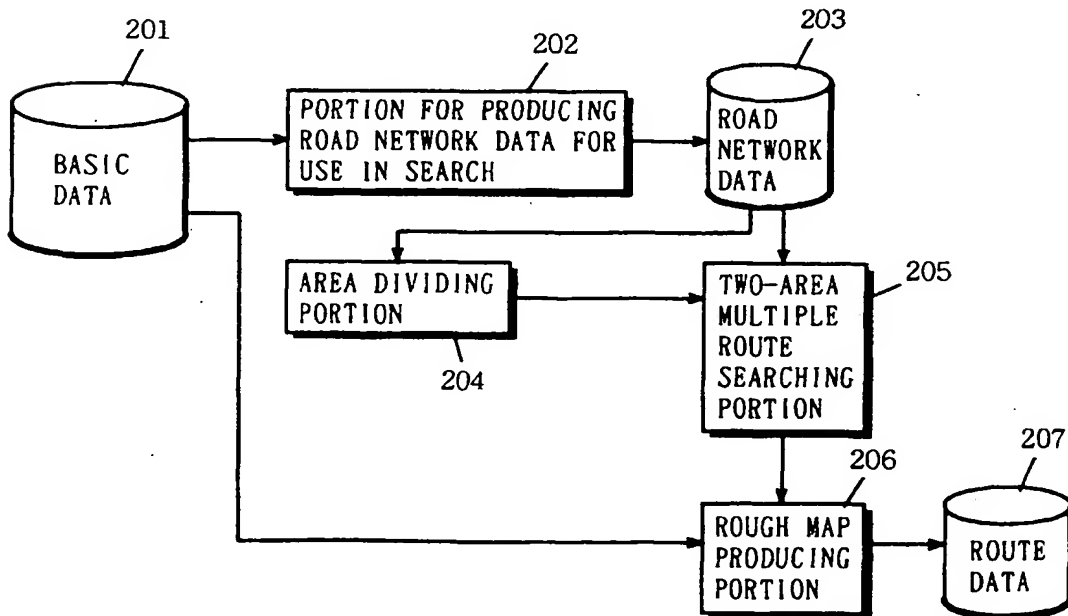 201
202
203
BASIC
DATA
PORTION FOR PRODUCING
ROAD NETWORK DATA FOR
USE IN SEARCH
ROAD
NETWORK
DATA
AREA DIVIDING
PORTION
204
TWO-AREA
MULTIPLE
ROUTE
SEARCHING
PORTION
205
206
207
ROUGH MAP
PRODUCING
PORTION
ROUTE
DATA